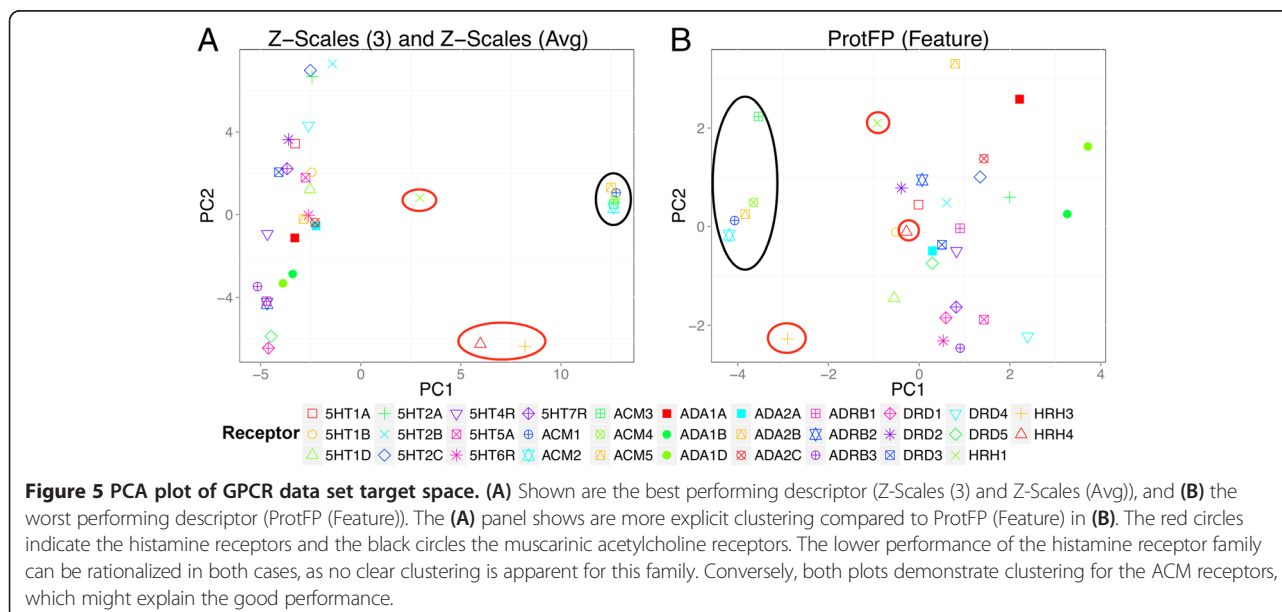 A
Z−Scales (3) and Z−Scales (Avg)
4
0
−4
PC2
−5
0
5
10
PC1
B
ProtFP (Feature)
2
0
−2
PC2
−4
−2
0
2
4
PC1
Receptor
5HT1A 5HT2A 5HT4R 5HT7R ACM3 ADA1A ADA2A ADRB1 DRD1 DRD4 HRH3
5HT1B 5HT2B 5HT5A ACM1 ACM4 ADA1B ADA2B ADRB2 DRD2 DRD5 HRH4
5HT1D 5HT2C 5HT6R ACM2 ACM5 ADA1D ADA2C ADRB3 DRD3 HRH1
Figure 5 PCA plot of GPCR data set target space. (A) Shown are the best performing descriptor (Z-Scales (3) and Z-Scales (Avg)), and (B) the
worst performing descriptor (ProtFP (Feature)). The (A) panel shows are more explicit clustering compared to ProtFP (Feature) in (B). The red circles
indicate the histamine receptors and the black circles the muscarinic acetylcholine receptors. The lower performance of the histamine receptor family
can be rationalized in both cases, as no clear clustering is apparent for this family. Conversely, both plots demonstrate clustering for the ACM receptors,
which might explain the good performance.